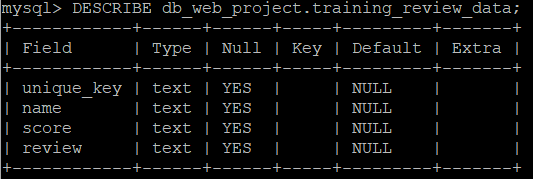 mysql> DESCRIBE db_web_project.training_review_data;
+------------+------+------+-----+---------+-------+
| Field      | Type | Null | Key | Default | Extra |
+------------+------+------+-----+---------+-------+
| unique_key | text | YES  |     | NULL    |       |
| name       | text | YES  |     | NULL    |       |
| score      | text | YES  |     | NULL    |       |
| review     | text | YES  |     | NULL    |       |
+------------+------+------+-----+---------+-------+